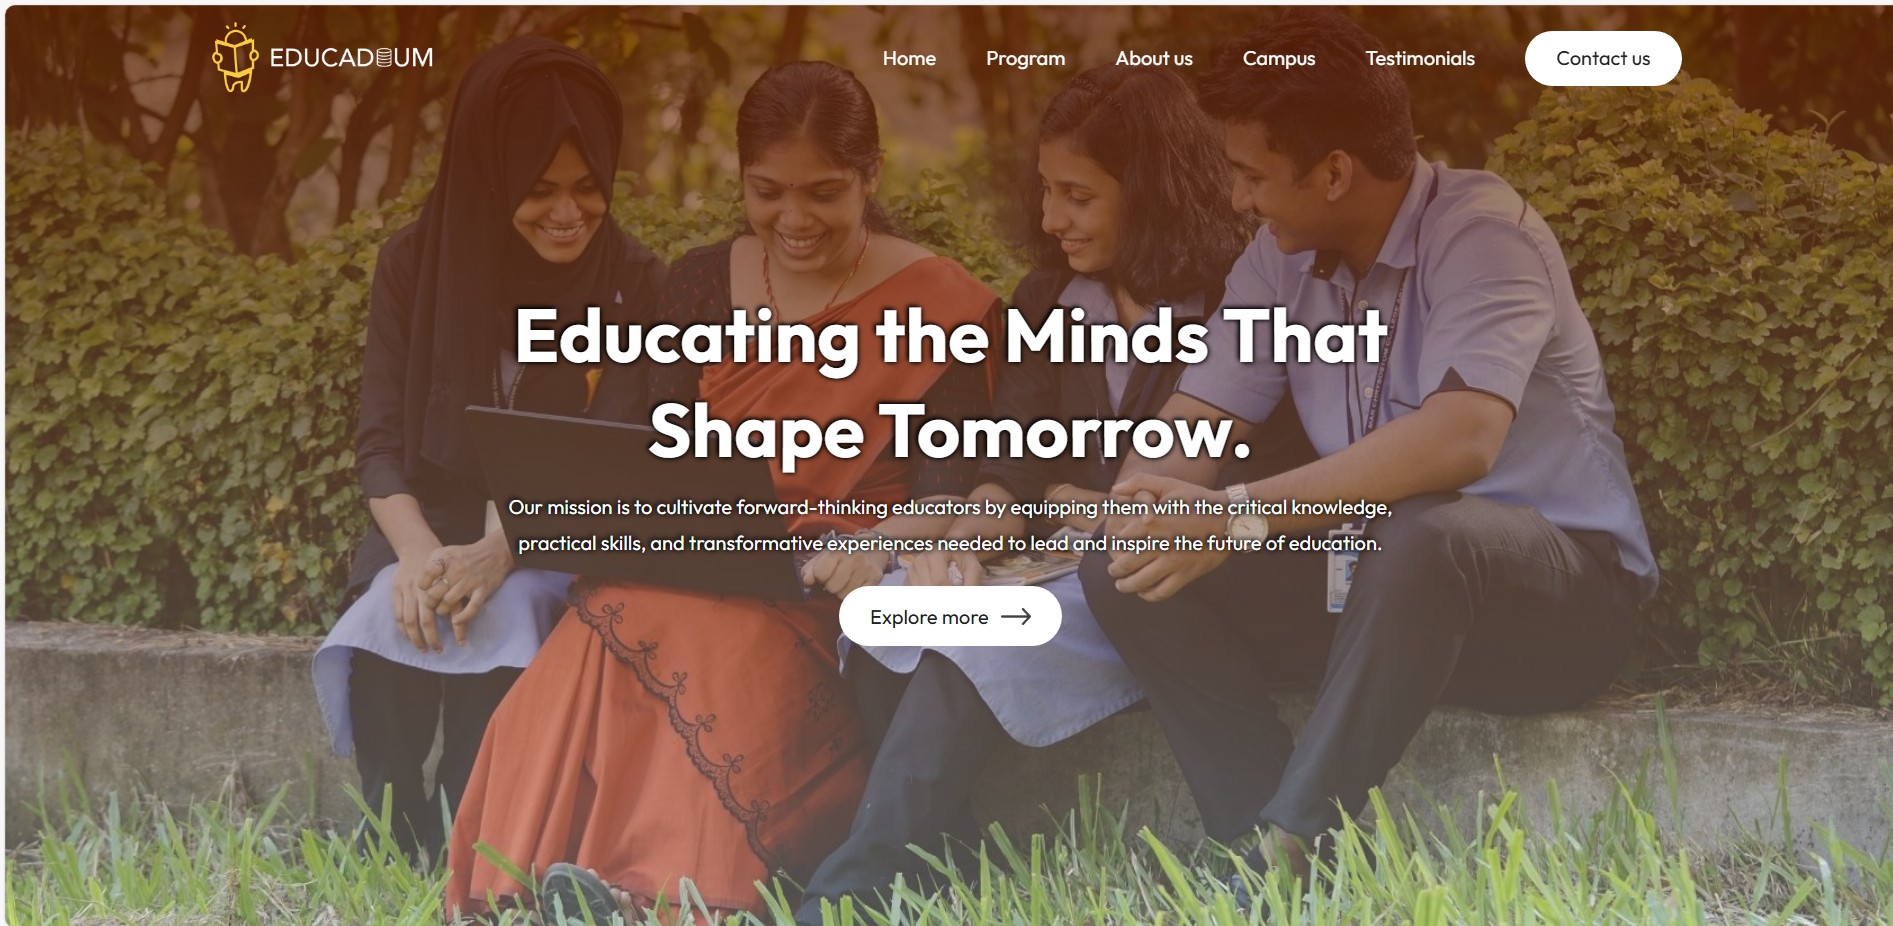 EDUCADIUM
Home Program About us Campus Testimonials Contact us
Educating the Minds That
Shape Tomorrow.
Our mission is to cultivate forward-thinking educators by equipping them with the critical knowledge,
practical skills, and transformative experiences needed to lead and inspire the future of education.
Explore more